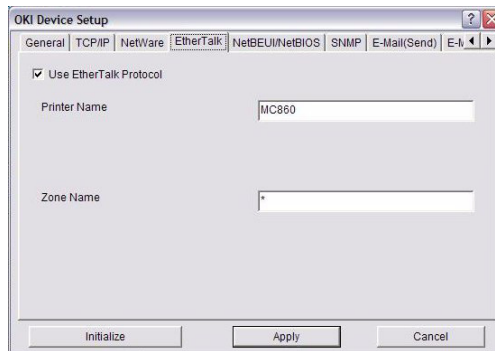 OKI Device Setup
General TCP/IP NetWare EtherTalk NetBEUI/NetBIOS SNMP E-Mail(Send)
Use EtherTalk Protocol
Printer Name MC860
Zone Name *
Initialize Apply Cancel